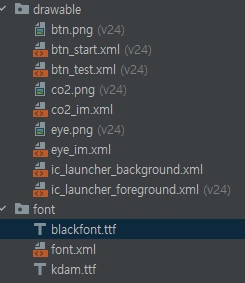 drawable
btn.png (v24)
btn_start.xml (v24)
btn_test.xml (v24)
co2.png (v24)
co2_im.xml
eye.png (v24)
eye_im.xml
ic_launcher_background.xml
ic_launcher_foreground.xml (v24)
font
blackfont.ttf
font.xml
kdam.ttf